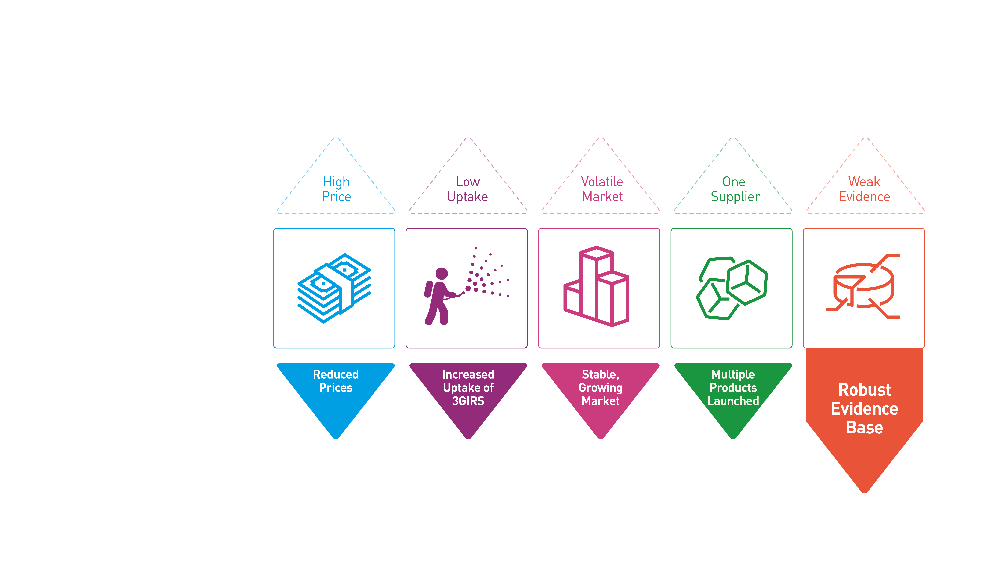 High
Price
Low
Uptake
Volatile
Market
One
Supplier
Weak
Evidence
Reduced
Prices
Increased
Uptake of
3GIRS
Stable,
Growing
Market
Multiple
Products
Launched
Robust
Evidence
Base